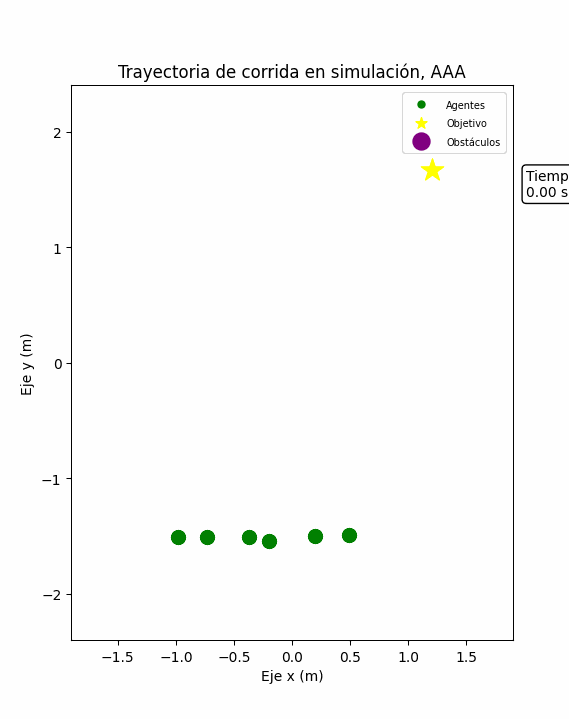 Trayectoria de corrida en simulación, AAA
Agentes
Objetivo
Obstáculos
Tiemp
0.00 s
2
1
0
−1
−2
Eje y (m)
−1.5 −1.0 −0.5 0.0 0.5 1.0 1.5
Eje x (m)